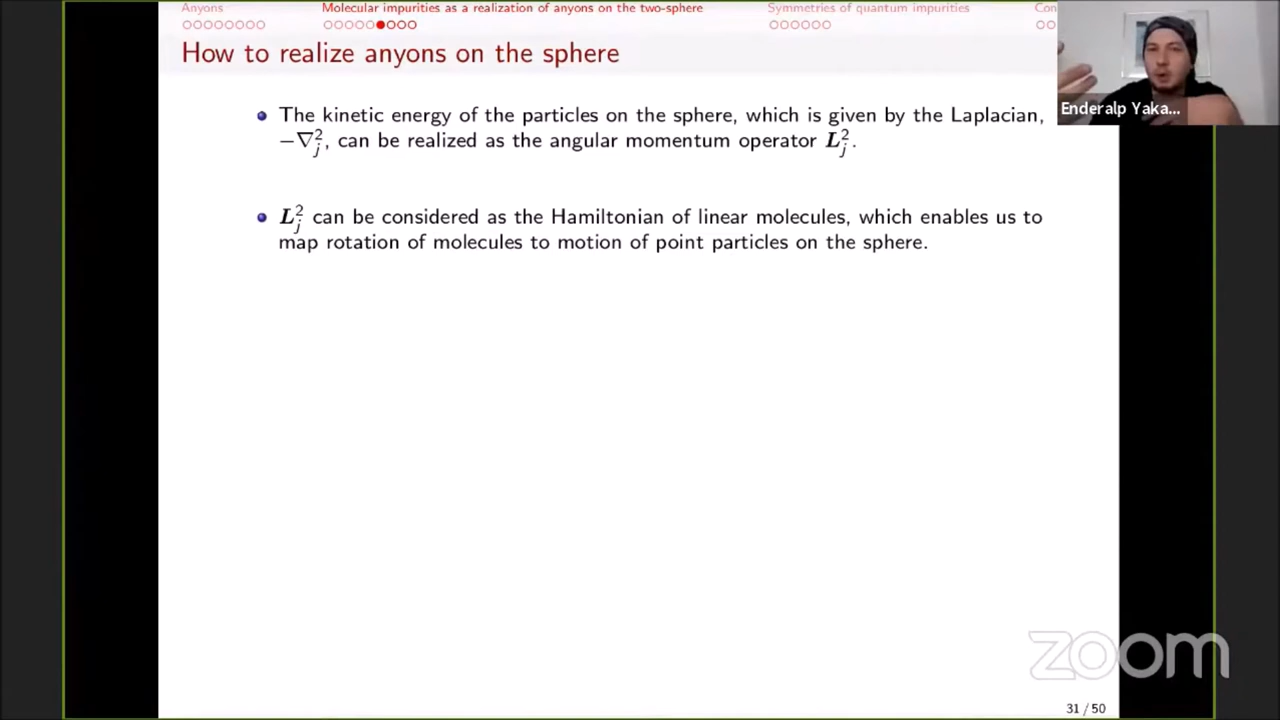 Anyons
Molecular impurities as a realization of anyons on the two-sphere
Symmetries of quantum impurities
Con
How to realize anyons on the sphere
Enderalp Yaka...
The kinetic energy of the particles on the sphere, which is given by the Laplacian,
−∇²ⱼ, can be realized as the angular momentum operator L²ⱼ.
L²ⱼ can be considered as the Hamiltonian of linear molecules, which enables us to
map rotation of molecules to motion of point particles on the sphere.
zoom
31 / 50